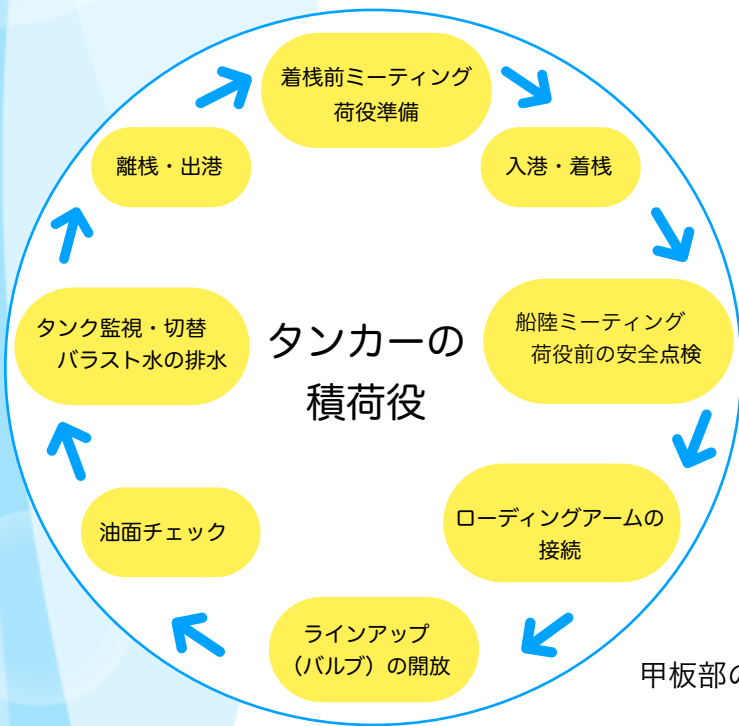 着桟前ミーティング
荷役準備
入港・着桟
船陸ミーティング
荷役前の安全点検
ローディングアームの
接続
ラインアップ
（バルブ）の開放
油面チェック
タンク監視・切替
バラスト水の排水
離桟・出港
タンカーの
積荷役
甲板部の